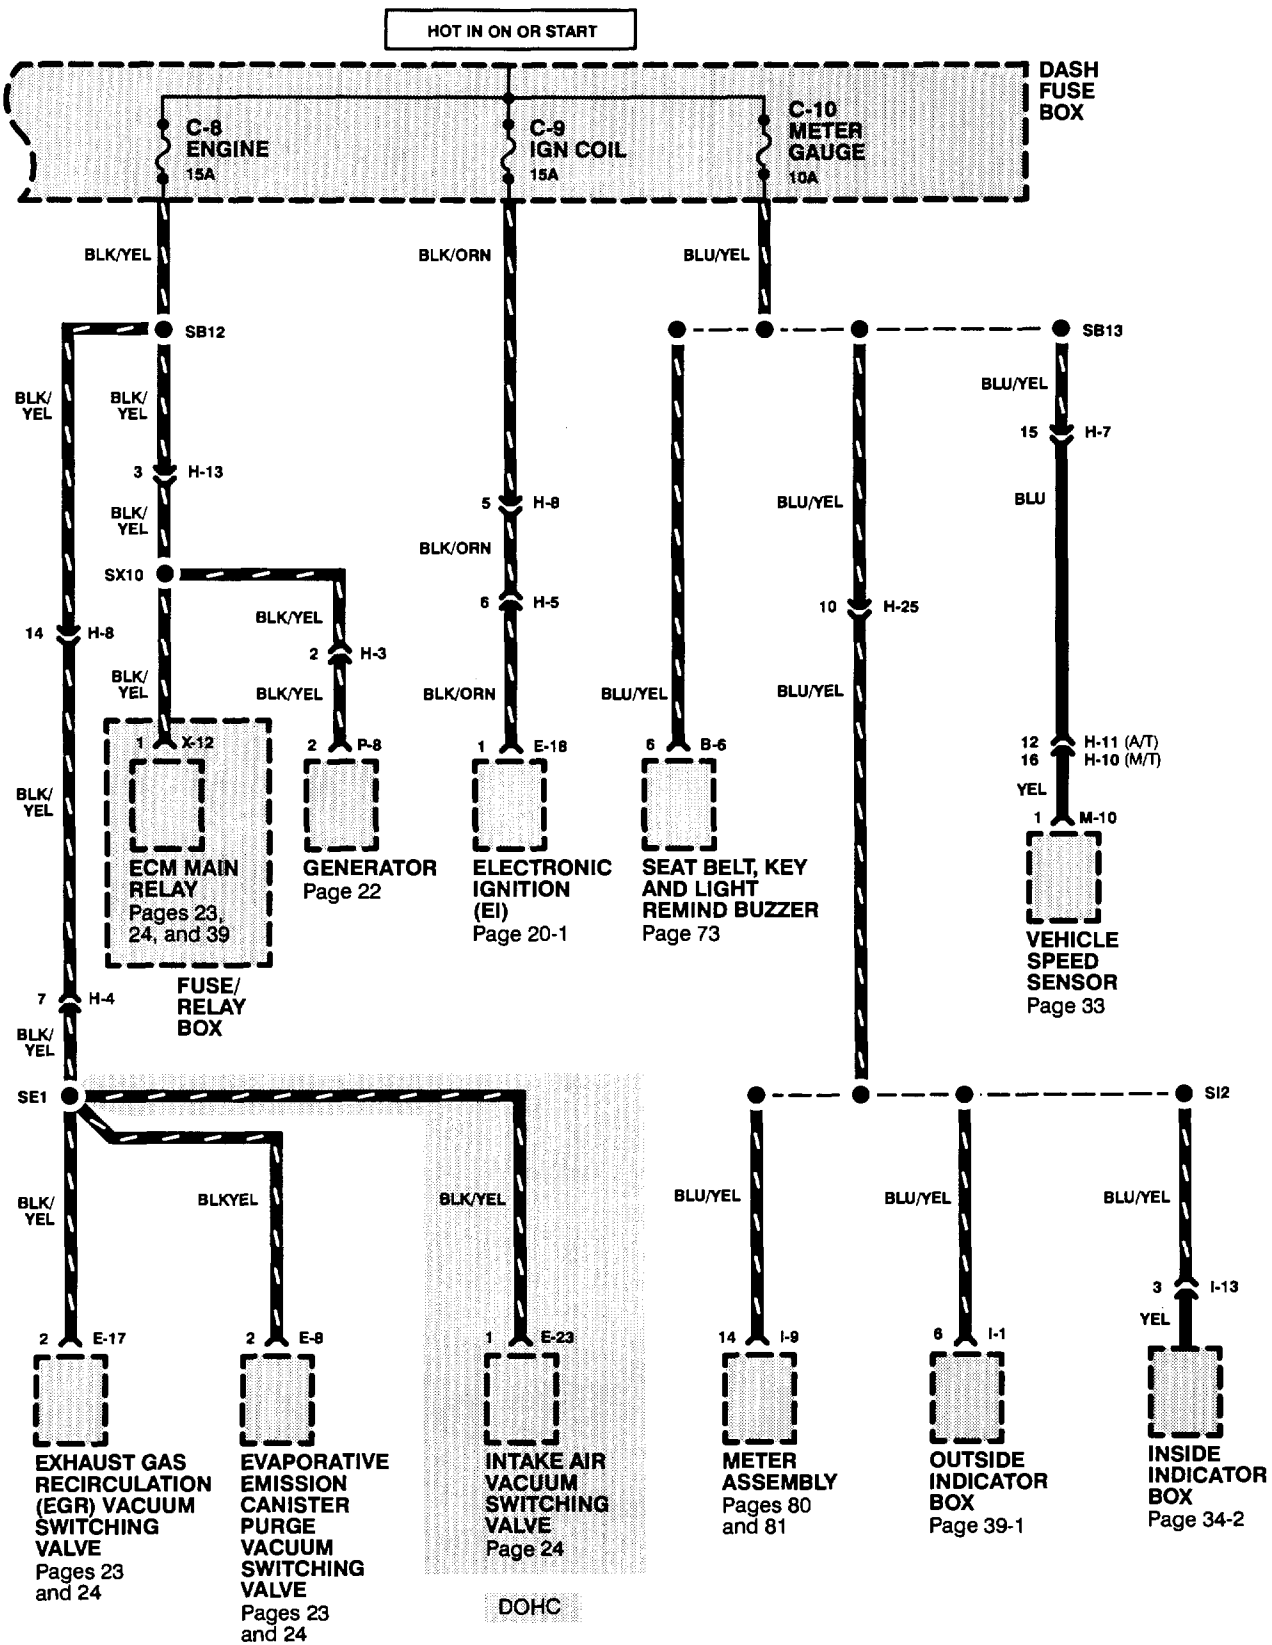 HOT IN ON OR START
DASH
FUSE
BOX
C-8
ENGINE
15A
C-9
IGN COIL
15A
C-10
METER
GAUGE
10A
BLK/YEL
BLK/ORN
BLU/YEL
SB12
SB13
BLK/
YEL
BLK/
YEL
BLU/YEL
15
H-7
3
H-13
BLK/
YEL
5
H-8
BLU/YEL
BLU
BLK/ORN
SX10
6
H-5
10
H-25
BLK/YEL
14
H-8
2
H-3
BLK/
YEL
BLK/YEL
BLK/ORN
BLU/YEL
BLU/YEL
1
X-12
2
P-8
1
E-18
6
B-6
12
H-11 (A/T)
16
H-10 (M/T)
YEL
1
M-10
BLK/
YEL
ECM MAIN
RELAY
Pages 23,
24, and 39
GENERATOR
Page 22
ELECTRONIC
IGNITION
(EI)
Page 20-1
SEAT BELT, KEY
AND LIGHT
REMIND BUZZER
Page 73
VEHICLE
SPEED
SENSOR
Page 33
FUSE/
RELAY
BOX
7
H-4
BLK/
YEL
SE1
SI2
BLK/
YEL
BLKYEL
BLK/YEL
BLU/YEL
BLU/YEL
BLU/YEL
3
I-13
YEL
2
E-17
2
E-8
1
E-23
14
I-9
6
I-1
EXHAUST GAS
RECIRCULATION
(EGR) VACUUM
SWITCHING
VALVE
Pages 23
and 24
EVAPORATIVE
EMISSION
CANISTER
PURGE
VACUUM
SWITCHING
VALVE
Pages 23
and 24
INTAKE AIR
VACUUM
SWITCHING
VALVE
Page 24
METER
ASSEMBLY
Pages 80
and 81
OUTSIDE
INDICATOR
BOX
Page 39-1
INSIDE
INDICATOR
BOX
Page 34-2
DOHC